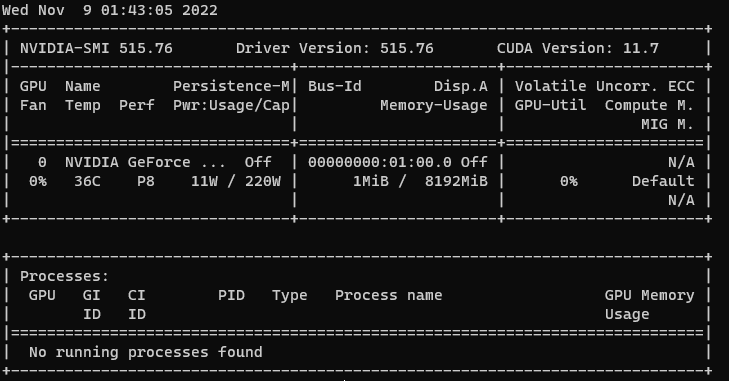 Wed Nov  9 01:43:05 2022
+-----------------------------------------------------------------------------+
| NVIDIA-SMI 515.76       Driver Version: 515.76       CUDA Version: 11.7     |
|-------------------------------+----------------------+----------------------+
| GPU  Name        Persistence-M| Bus-Id        Disp.A | Volatile Uncorr. ECC |
| Fan  Temp  Perf  Pwr:Usage/Cap|         Memory-Usage | GPU-Util  Compute M. |
|                               |                      |               MIG M. |
|===============================+======================+======================|
|   0  NVIDIA GeForce ...  Off  | 00000000:01:00.0 Off |                  N/A |
|  0%   36C    P8    11W / 220W |      1MiB /  8192MiB |      0%      Default |
|                               |                      |                  N/A |
+-------------------------------+----------------------+----------------------+

+-----------------------------------------------------------------------------+
| Processes:                                                                  |
|  GPU   GI   CI        PID   Type   Process name                  GPU Memory |
|        ID   ID                                                   Usage      |
|=============================================================================|
|  No running processes found                                                 |
+-----------------------------------------------------------------------------+